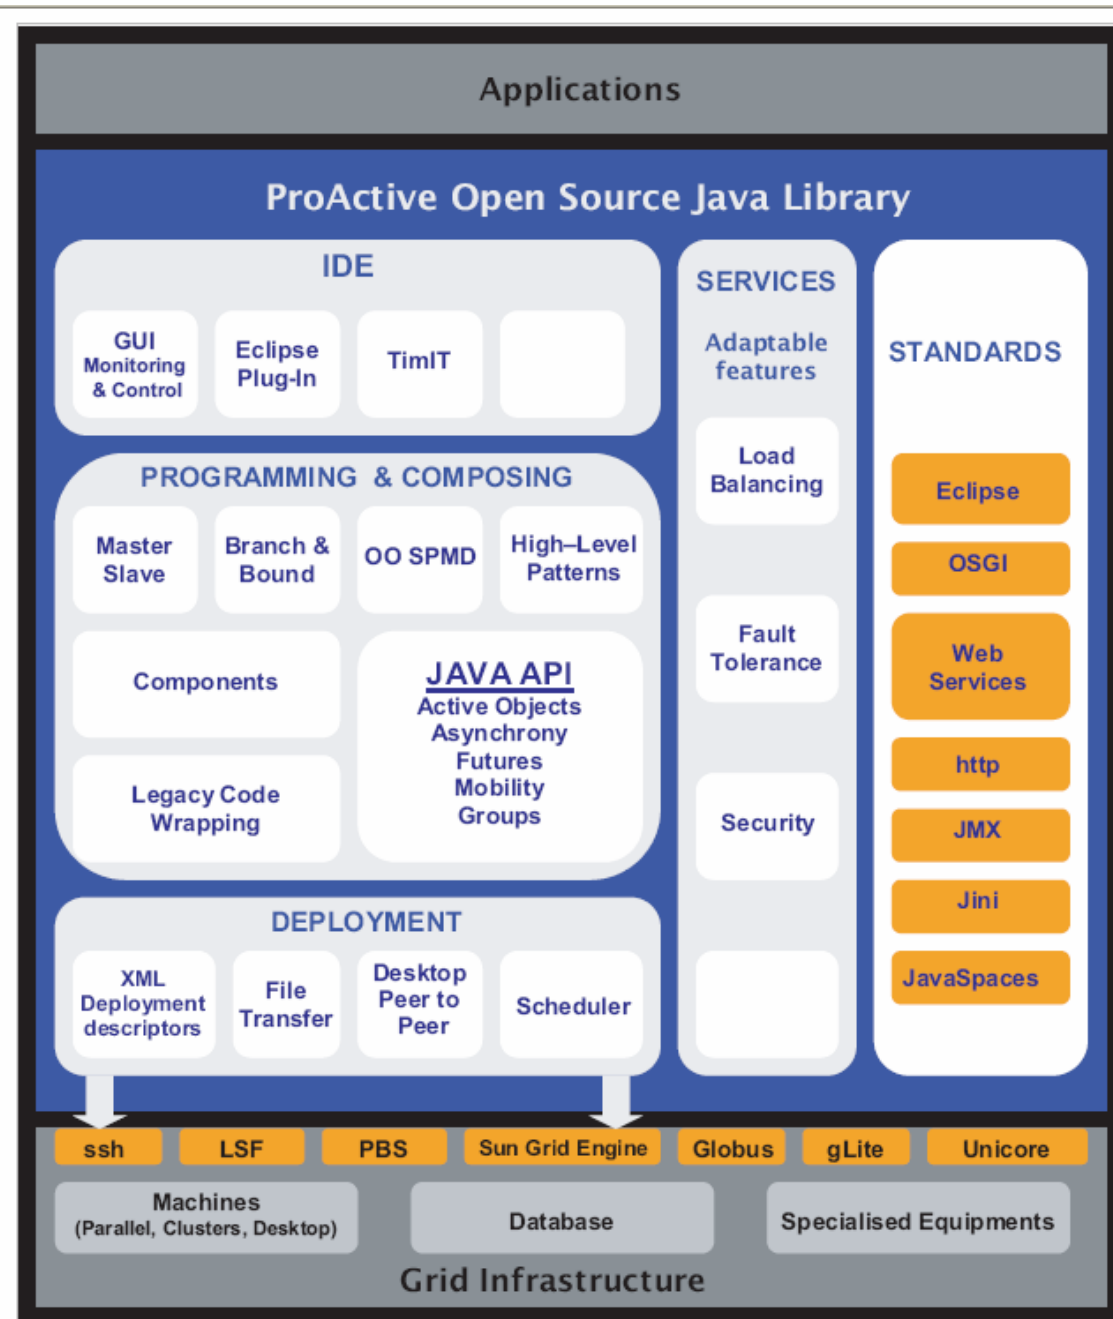 Applications
ProActive Open Source Java Library
IDE
GUI
Monitoring
& Control
Eclipse
Plug-In
TimIT
PROGRAMMING & COMPOSING
Master
Slave
Branch &
Bound
OO SPMD
High–Level
Patterns
Components
Legacy Code
Wrapping
JAVA API
Active Objects
Asynchrony
Futures
Mobility
Groups
DEPLOYMENT
XML
Deployment
descriptors
File
Transfer
Desktop
Peer to
Peer
Scheduler
SERVICES
Adaptable
features
Load
Balancing
Fault
Tolerance
Security
STANDARDS
Eclipse
OSGI
Web
Services
http
JMX
Jini
JavaSpaces
ssh
LSF
PBS
Sun Grid Engine
Globus
gLite
Unicore
Machines
(Parallel, Clusters, Desktop)
Database
Specialised Equipments
Grid Infrastructure